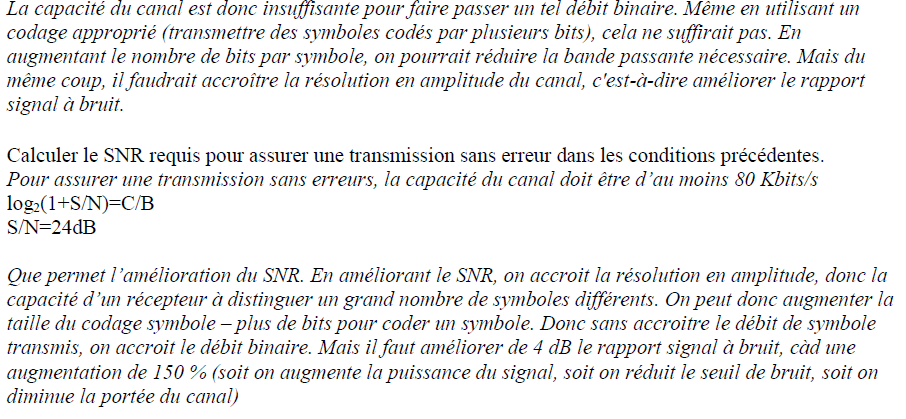 La capacité du canal est donc insuffisante pour faire passer un tel débit binaire. Même en utilisant un
codage approprié (transmettre des symboles codés par plusieurs bits), cela ne suffirait pas. En
augmentant le nombre de bits par symbole, on pourrait réduire la bande passante nécessaire. Mais du
même coup, il faudrait accroître la résolution en amplitude du canal, c'est-à-dire améliorer le rapport
signal à bruit.
Calculer le SNR requis pour assurer une transmission sans erreur dans les conditions précédentes.
Pour assurer une transmission sans erreurs, la capacité du canal doit être d’au moins 80 Kbits/s
log₂(1+S/N)=C/B
S/N=24dB
Que permet l’amélioration du SNR. En améliorant le SNR, on accroit la résolution en amplitude, donc la
capacité d’un récepteur à distinguer un grand nombre de symboles différents. On peut donc augmenter la
taille du codage symbole – plus de bits pour coder un symbole. Donc sans accroitre le débit de symbole
transmis, on accroit le débit binaire. Mais il faut améliorer de 4 dB le rapport signal à bruit, càd une
augmentation de 150 % (soit on augmente la puissance du signal, soit on réduit le seuil de bruit, soit on
diminue la portée du canal)